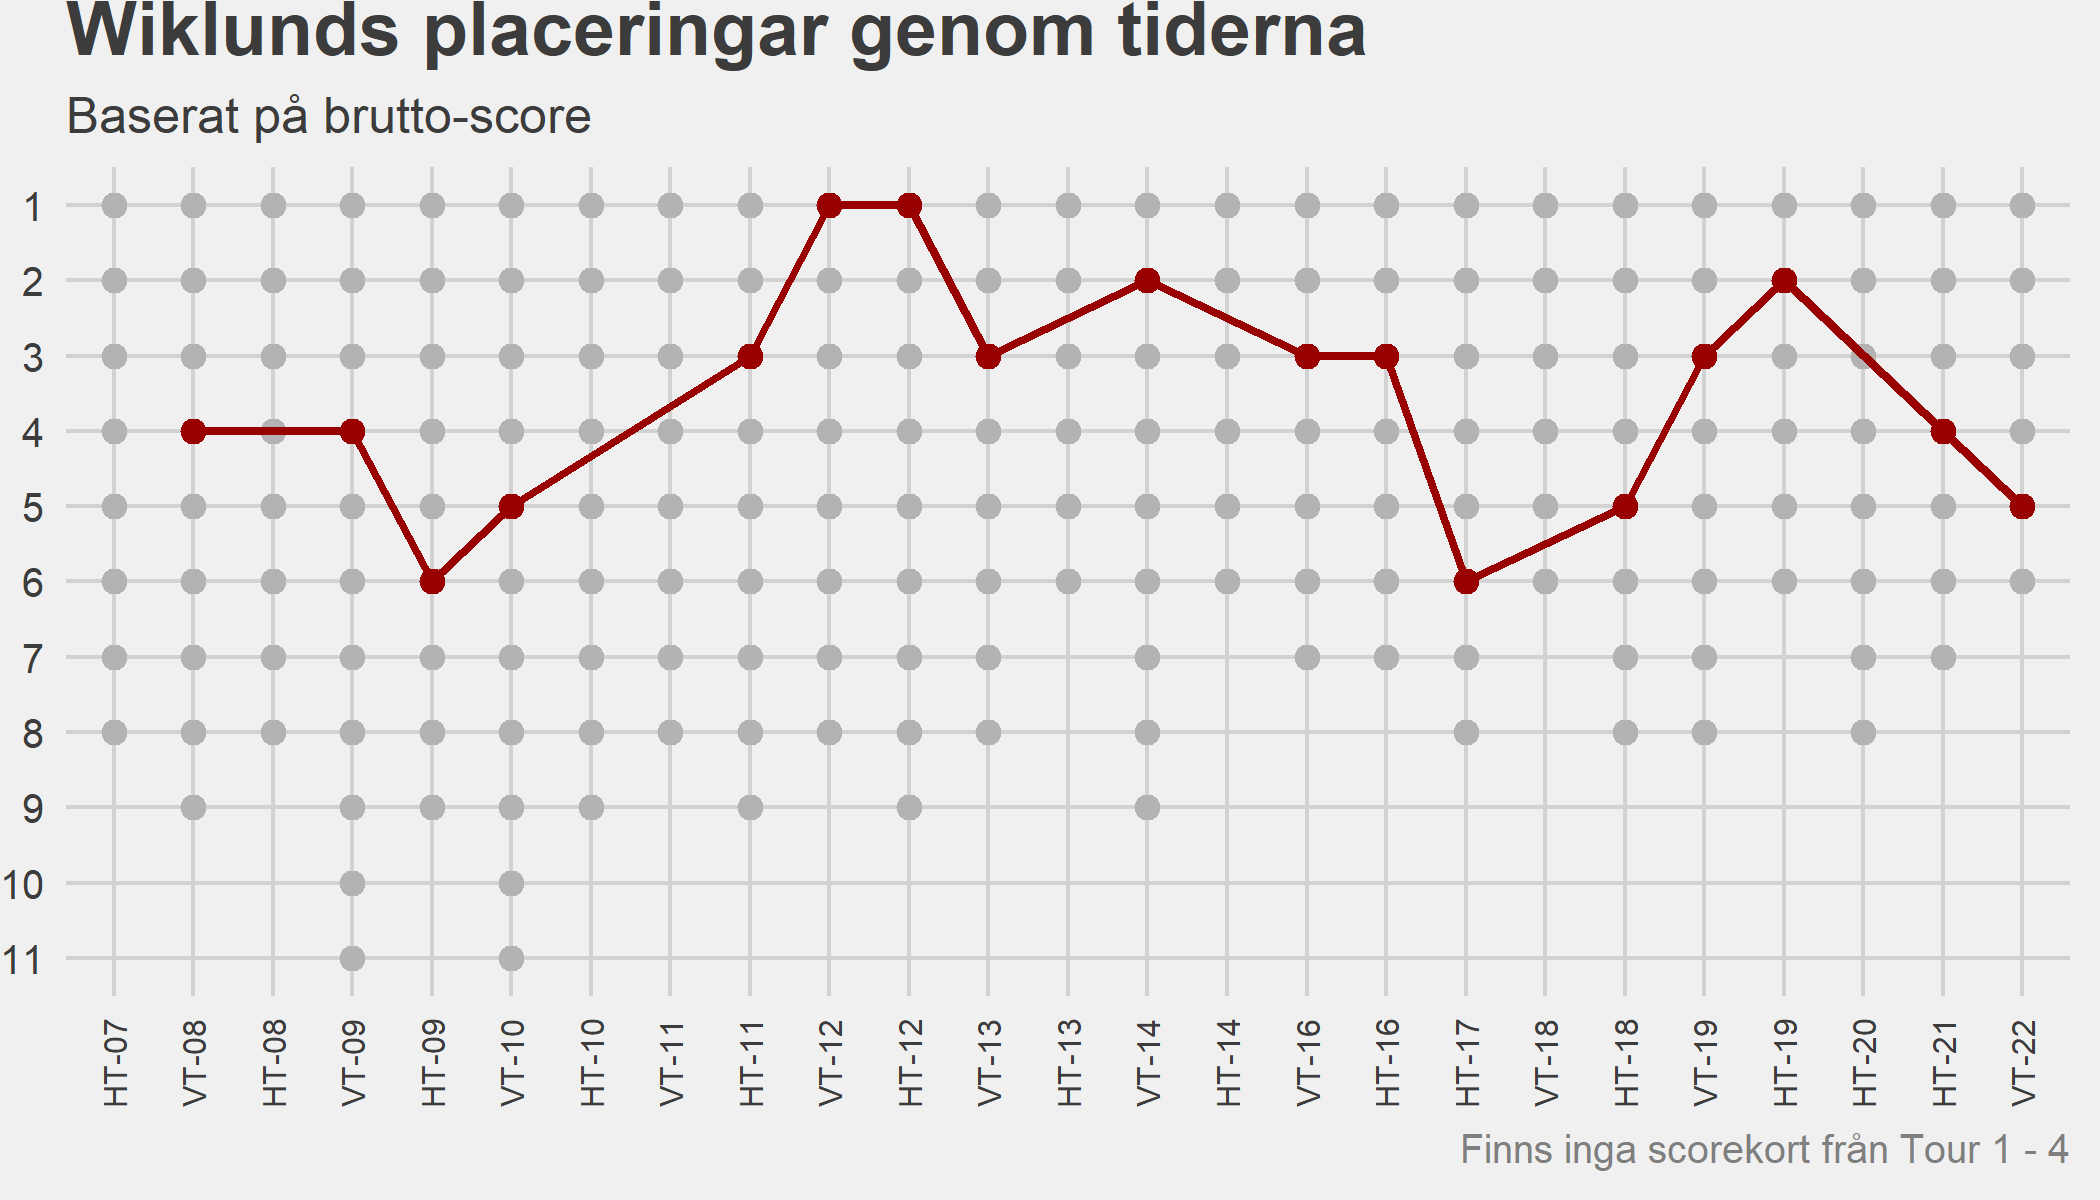 Wiklunds placeringar genom tiderna
Baserat på brutto-score
1
2
3
4
5
6
7
8
9
10
11
HT-07
VT-08
HT-08
VT-09
HT-09
VT-10
HT-10
VT-11
HT-11
VT-12
HT-12
VT-13
HT-13
VT-14
HT-14
VT-16
HT-16
HT-17
VT-18
HT-18
VT-19
HT-19
HT-20
HT-21
VT-22
Finns inga scorekort från Tour 1 - 4